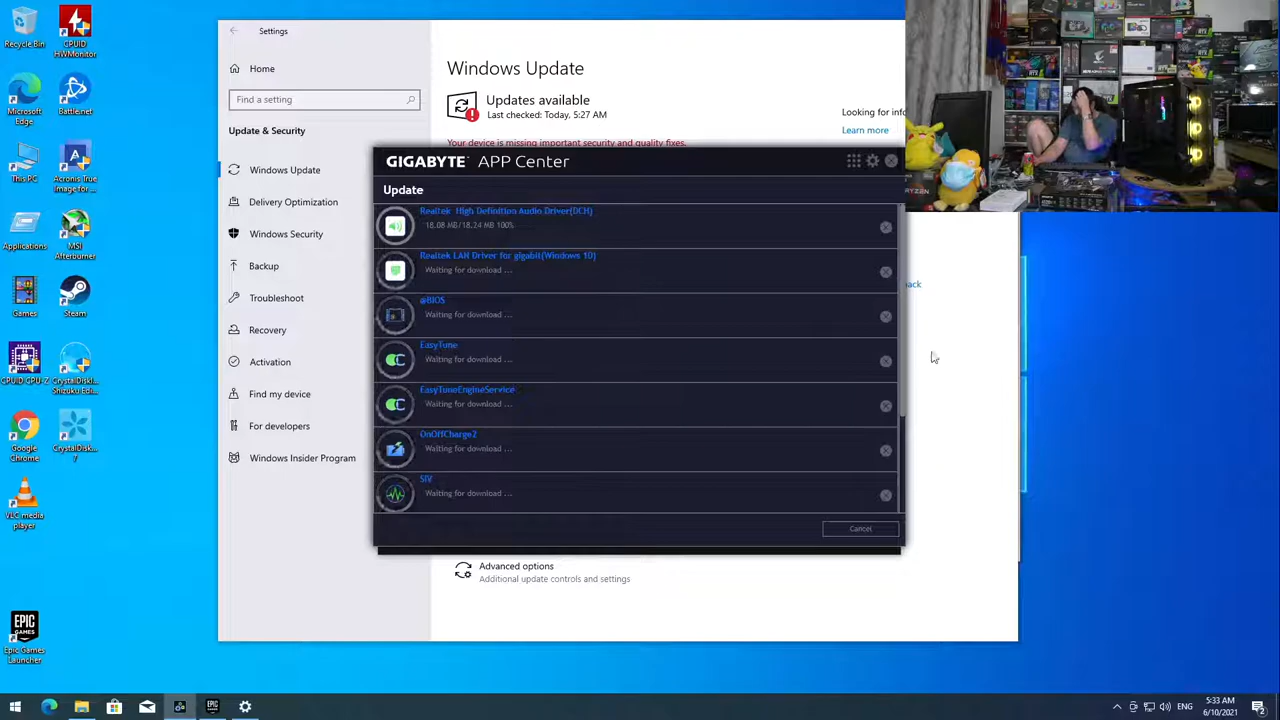 Recycle Bin
CPUID
HWMonitor
Microsoft
Edge
Battle.net
This PC
Acronis True
Image for...
Applications
MSI
Afterburner
Games
Steam
CPUID CPU-Z
CrystalDiskI...
Shizuku Edi...
Google
Chrome
CrystalDisk...
7
VLC media
player
Epic Games
Launcher
EPIC
GAMES
Settings
Home
Find a setting
Update & Security
Windows Update
Delivery Optimization
Windows Security
Backup
Troubleshoot
Recovery
Activation
Find my device
For developers
Windows Insider Program
Windows Update
Updates available
Last checked: Today, 5:27 AM
Your device is missing important security and quality fixes.
Looking for info
Learn more
back
GIGABYTE APP Center
Update
Realtek High Definition Audio Driver(DCH)
18.08 MB/18.24 MB 100%
Realtek LAN Driver for gigabit(Windows 10)
Waiting for download ...
@BIOS
Waiting for download ...
EasyTune
Waiting for download ...
EasyTuneEngineService
Waiting for download ...
OnOffCharge2
Waiting for download ...
SIV
Waiting for download ...
Cancel
Advanced options
Additional update controls and settings
RYZEN
ENG
5:33 AM
6/10/2021
2